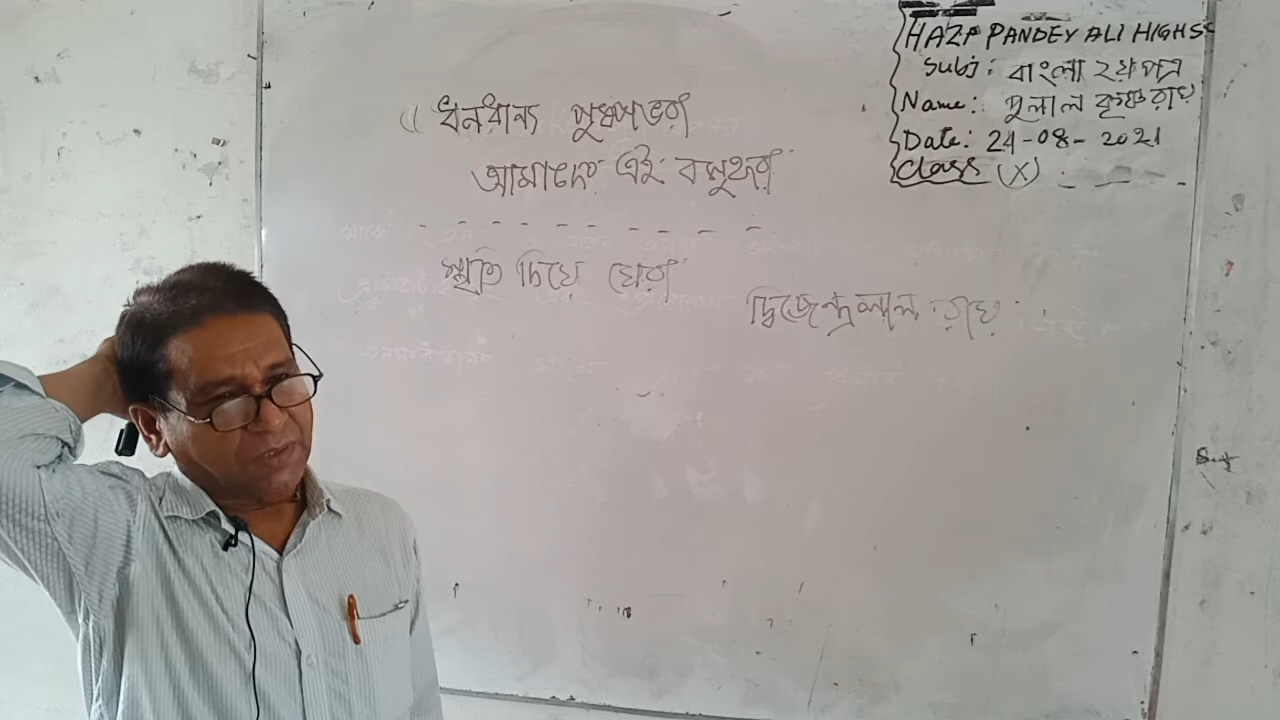 ধনধান্য পুষ্পভরা
আমাদের এই বসুন্ধরা
স্মৃতি দিয়ে ঘেরা
দ্বিজেন্দ্রলাল রায়
HAZI PANDEY ALI HIGH SC
Subj: বাংলা ২য় পত্র
Name: দুলাল কৃষ্ণ রায়
Date: 24-08-2021
Class (X)